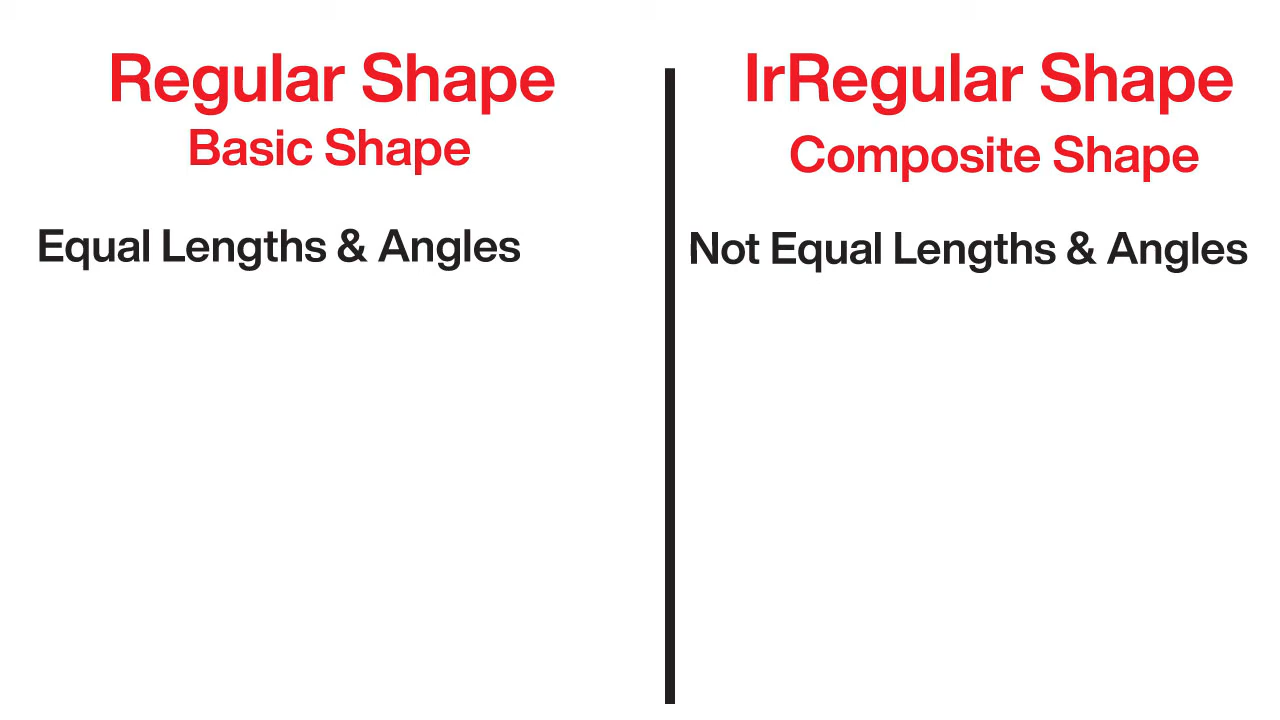 Regular Shape
Basic Shape
Equal Lengths & Angles
IrRegular Shape
Composite Shape
Not Equal Lengths & Angles